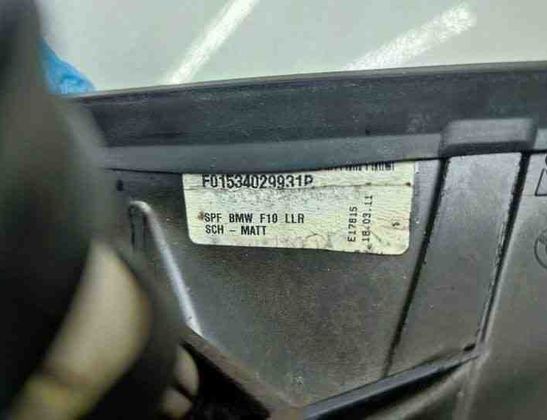 F01534029931P
SPF BMW F10 LLR
SCH - MATT
E17815
18.03.11